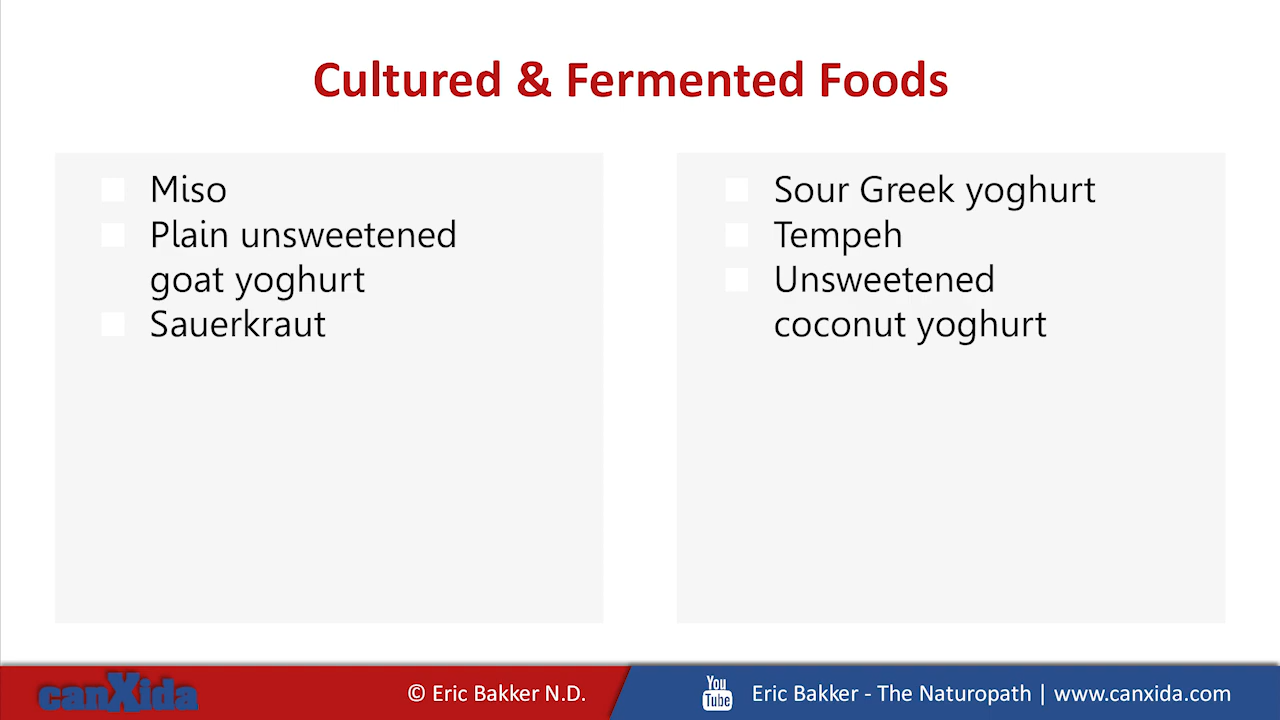 Cultured & Fermented Foods
Miso
Plain unsweetened
goat yoghurt
Sauerkraut
Sour Greek yoghurt
Tempeh
Unsweetened
coconut yoghurt
canXida
© Eric Bakker N.D.
You
Tube
Eric Bakker - The Naturopath | www.canxida.com